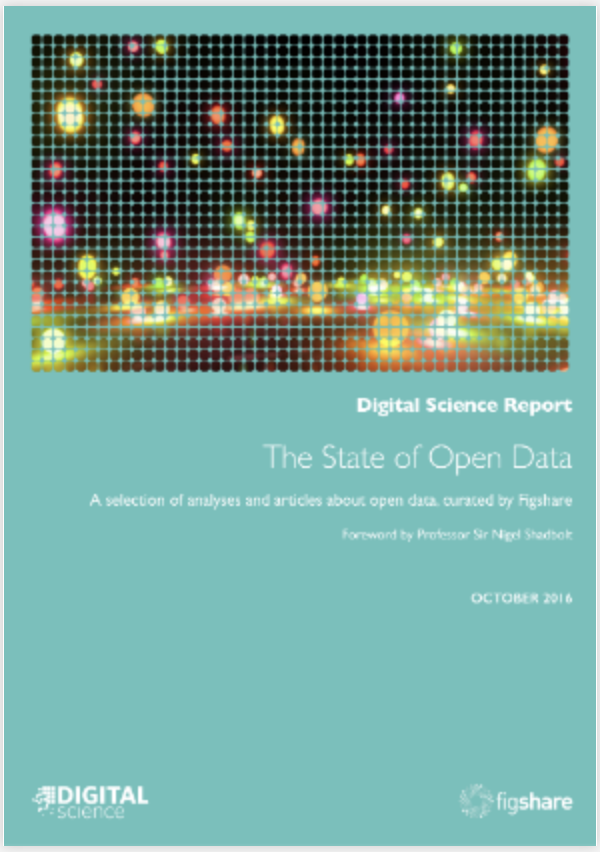 Digital Science Report
The State of Open Data
A selection of analyses and articles about open data, curated by Figshare
Foreword by Professor Sir Nigel Shadbolt
OCTOBER 2016
DIGITAL
science
figshare